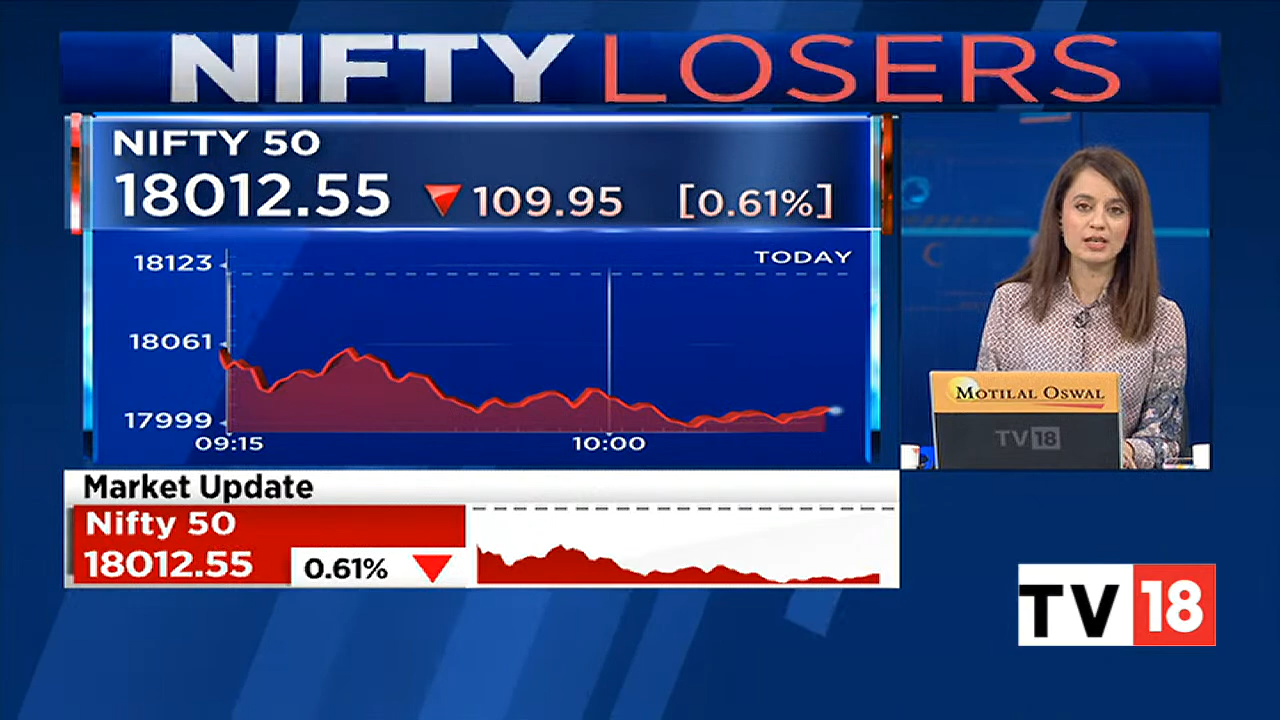 NIFTY LOSERS
NIFTY 50
18012.55 ▼ 109.95 [0.61%]
TODAY
18123
18061
17999
09:15 10:00
MOTILAL OSWAL
TV18
Market Update
Nifty 50
18012.55 0.61% ▼
TV18